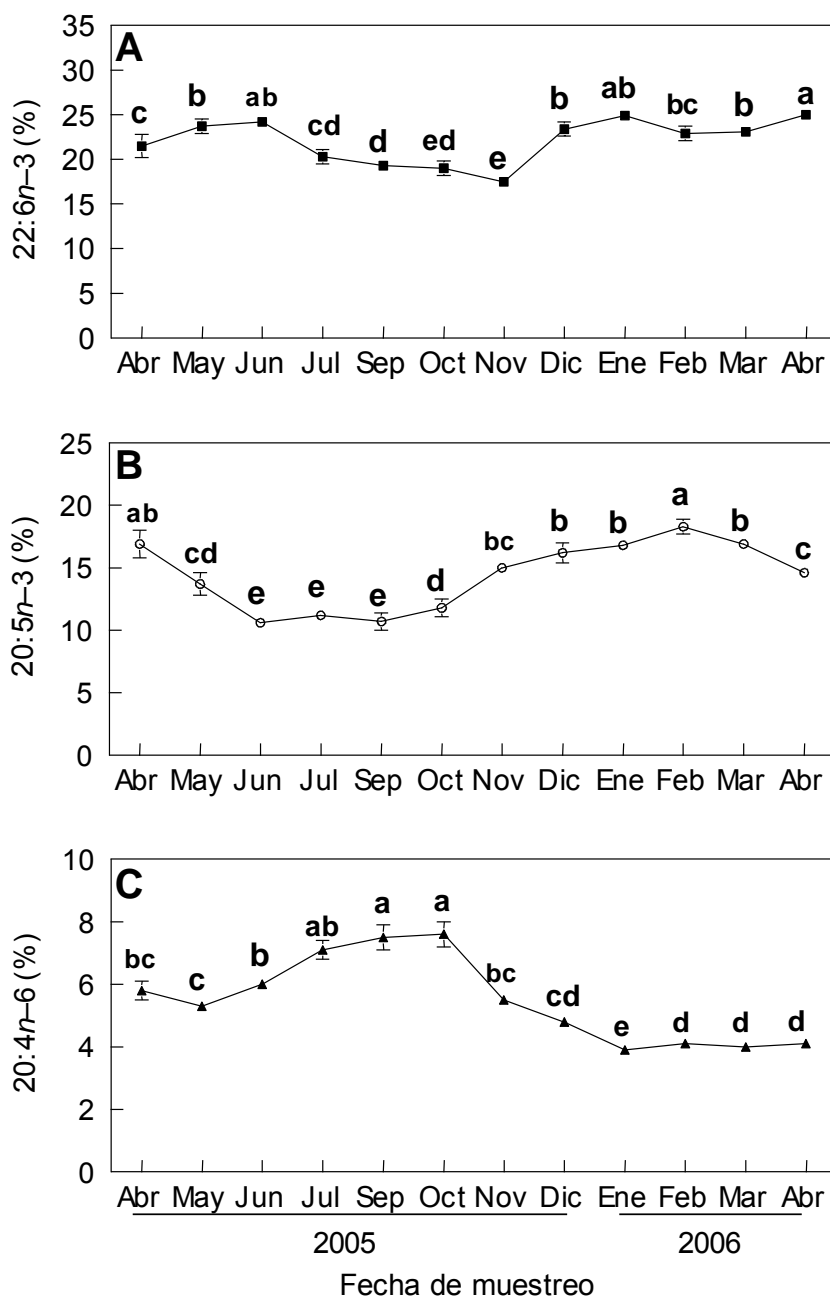 A
22:6n–3 (%)
35
30
25
20
15
10
5
0
c b ab cd d ed e b ab bc b a
Abr May Jun Jul Sep Oct Nov Dic Ene Feb Mar Abr
B
20:5n–3 (%)
25
20
15
10
5
0
ab cd e e e d bc b b a b c
Abr May Jun Jul Sep Oct Nov Dic Ene Feb Mar Abr
C
20:4n–6 (%)
10
8
6
4
2
0
bc c b ab a a bc cd e d d d
Abr May Jun Jul Sep Oct Nov Dic Ene Feb Mar Abr
2005 2006
Fecha de muestreo